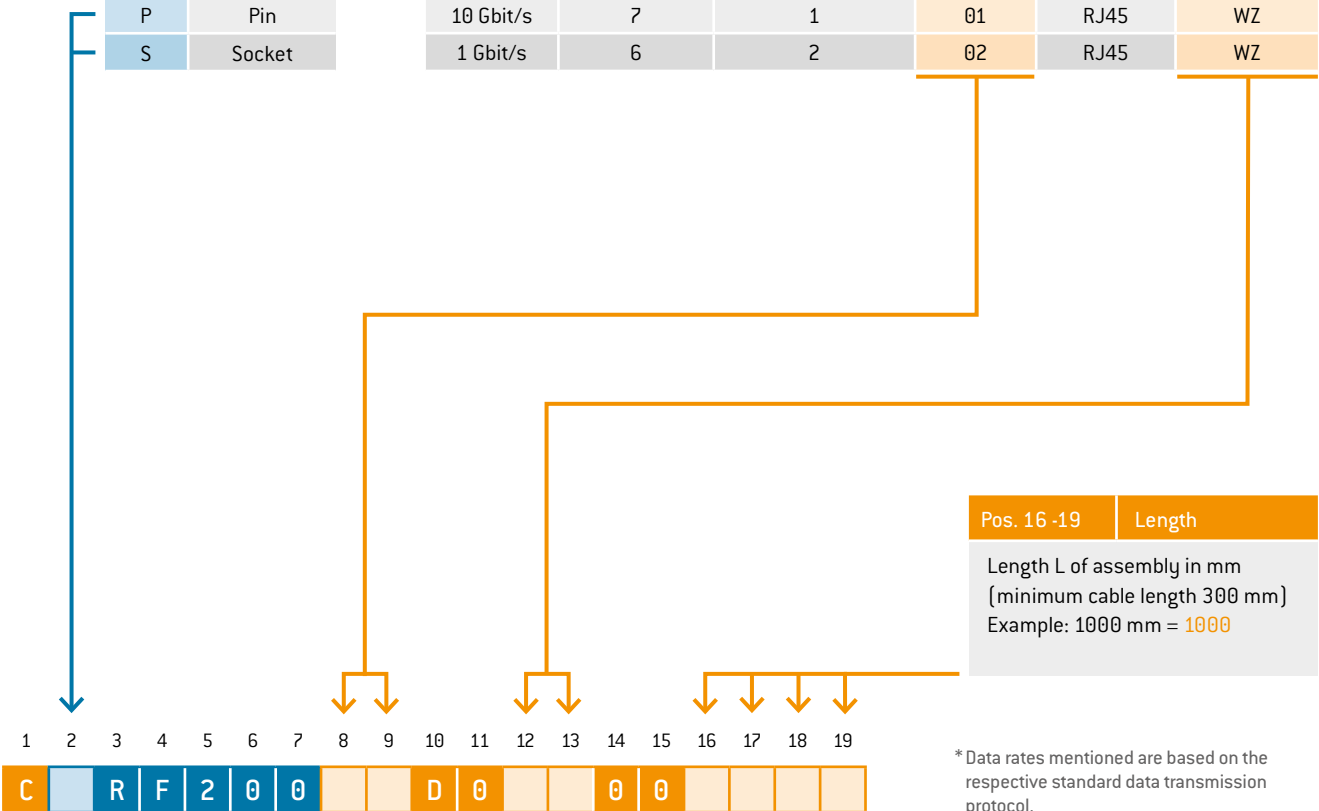 P Pin 10 Gbit/s 7 1 01 RJ45 WZ
S Socket 1 Gbit/s 6 2 02 RJ45 WZ
Pos. 16 -19 Length
Length L of assembly in mm
(minimum cable length 300 mm)
Example: 1000 mm = 1000
1 2 3 4 5 6 7 8 9 10 11 12 13 14 15 16 17 18 19
C R F 2 0 0 D 0 0 0
* Data rates mentioned are based on the
respective standard data transmission
protocol.